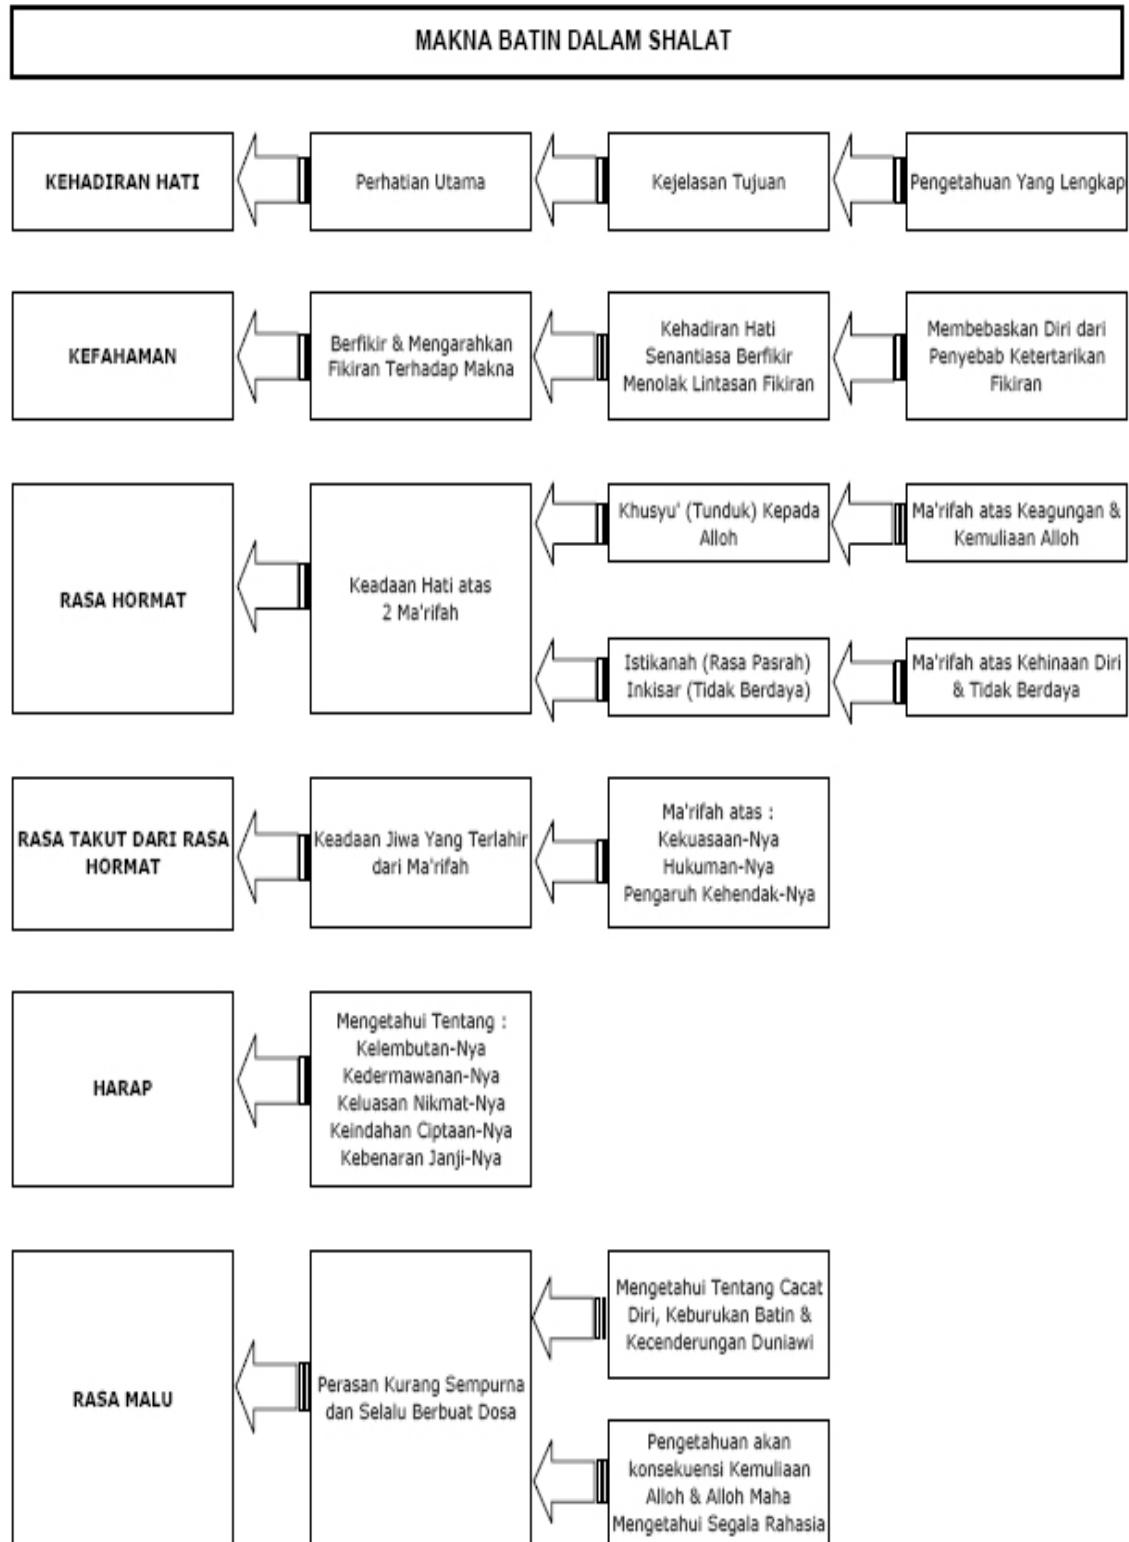 MAKNA BATIN DALAM SHALAT
KEHADIRAN HATI
Perhatian Utama
Kejelasan Tujuan
Pengetahuan Yang Lengkap
KEFAHAMAN
Berfikir & Mengarahkan
Fikiran Terhadap Makna
Kehadiran Hati
Senantiasa Berfikir
Menolak Lintasan Fikiran
Membebaskan Diri dari
Penyebab Ketertarikan
Fikiran
RASA HORMAT
Keadaan Hati atas
2 Ma'rifah
Khusyu' (Tunduk) Kepada
Alloh
Ma'rifah atas Keagungan &
Kemuliaan Alloh
Istikanah (Rasa Pasrah)
Inkisar (Tidak Berdaya)
Ma'rifah atas Kehinaan Diri
& Tidak Berdaya
RASA TAKUT DARI RASA
HORMAT
Keadaan Jiwa Yang Terlahir
dari Ma'rifah
Ma'rifah atas :
Kekuasaan-Nya
Hukuman-Nya
Pengaruh Kehendak-Nya
HARAP
Mengetahui Tentang :
Kelembutan-Nya
Kedermawanan-Nya
Keluasan Nikmat-Nya
Keindahan Ciptaan-Nya
Kebenaran Janji-Nya
RASA MALU
Perasan Kurang Sempurna
dan Selalu Berbuat Dosa
Mengetahui Tentang Cacat
Diri, Keburukan Batin &
Kecenderungan Duniawi
Pengetahuan akan
konsekuensi Kemuliaan
Alloh & Alloh Maha
Mengetahui Segala Rahasia